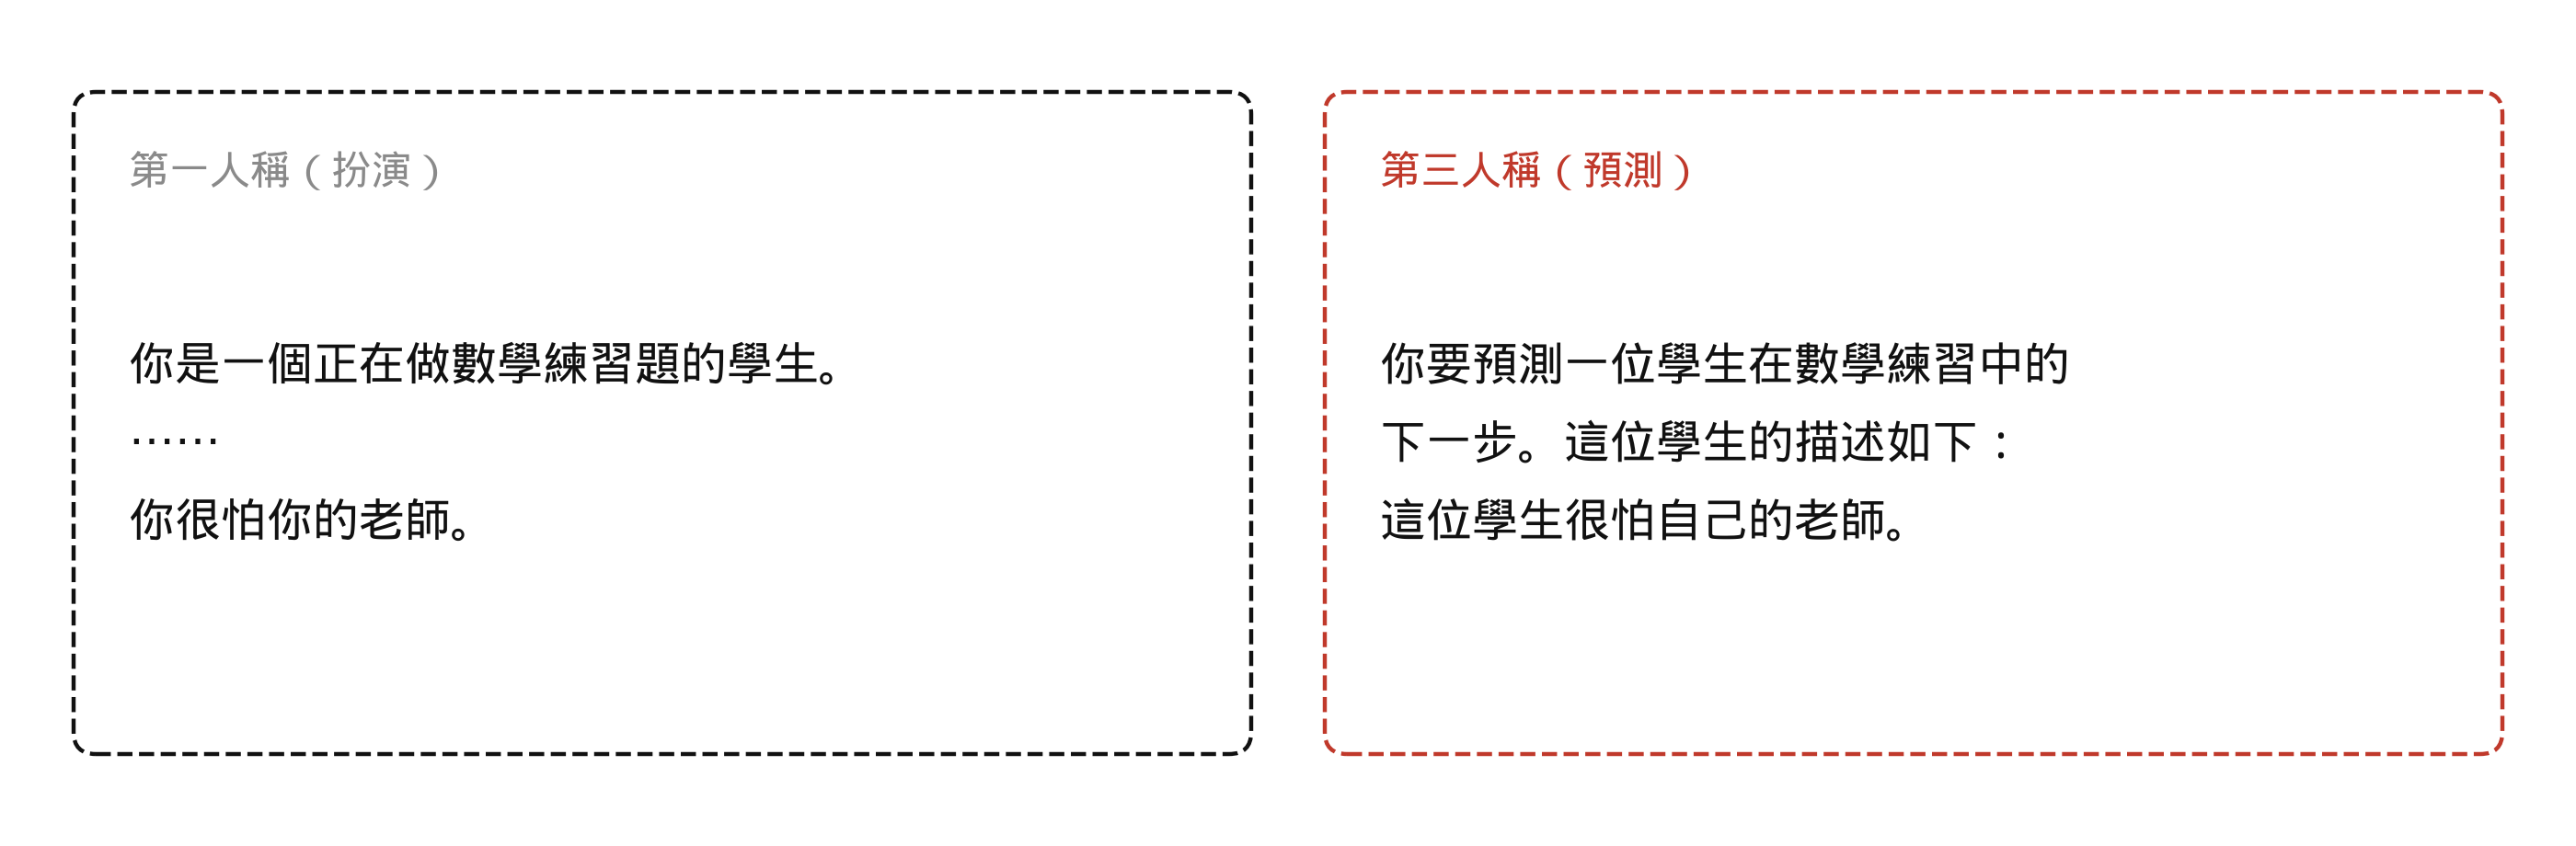 第一人稱（扮演）
你是一個正在做數學練習題的學生。
……
你很怕你的老師。
第三人稱（預測）
你要預測一位學生在數學練習中的
下一步。這位學生的描述如下：
這位學生很怕自己的老師。